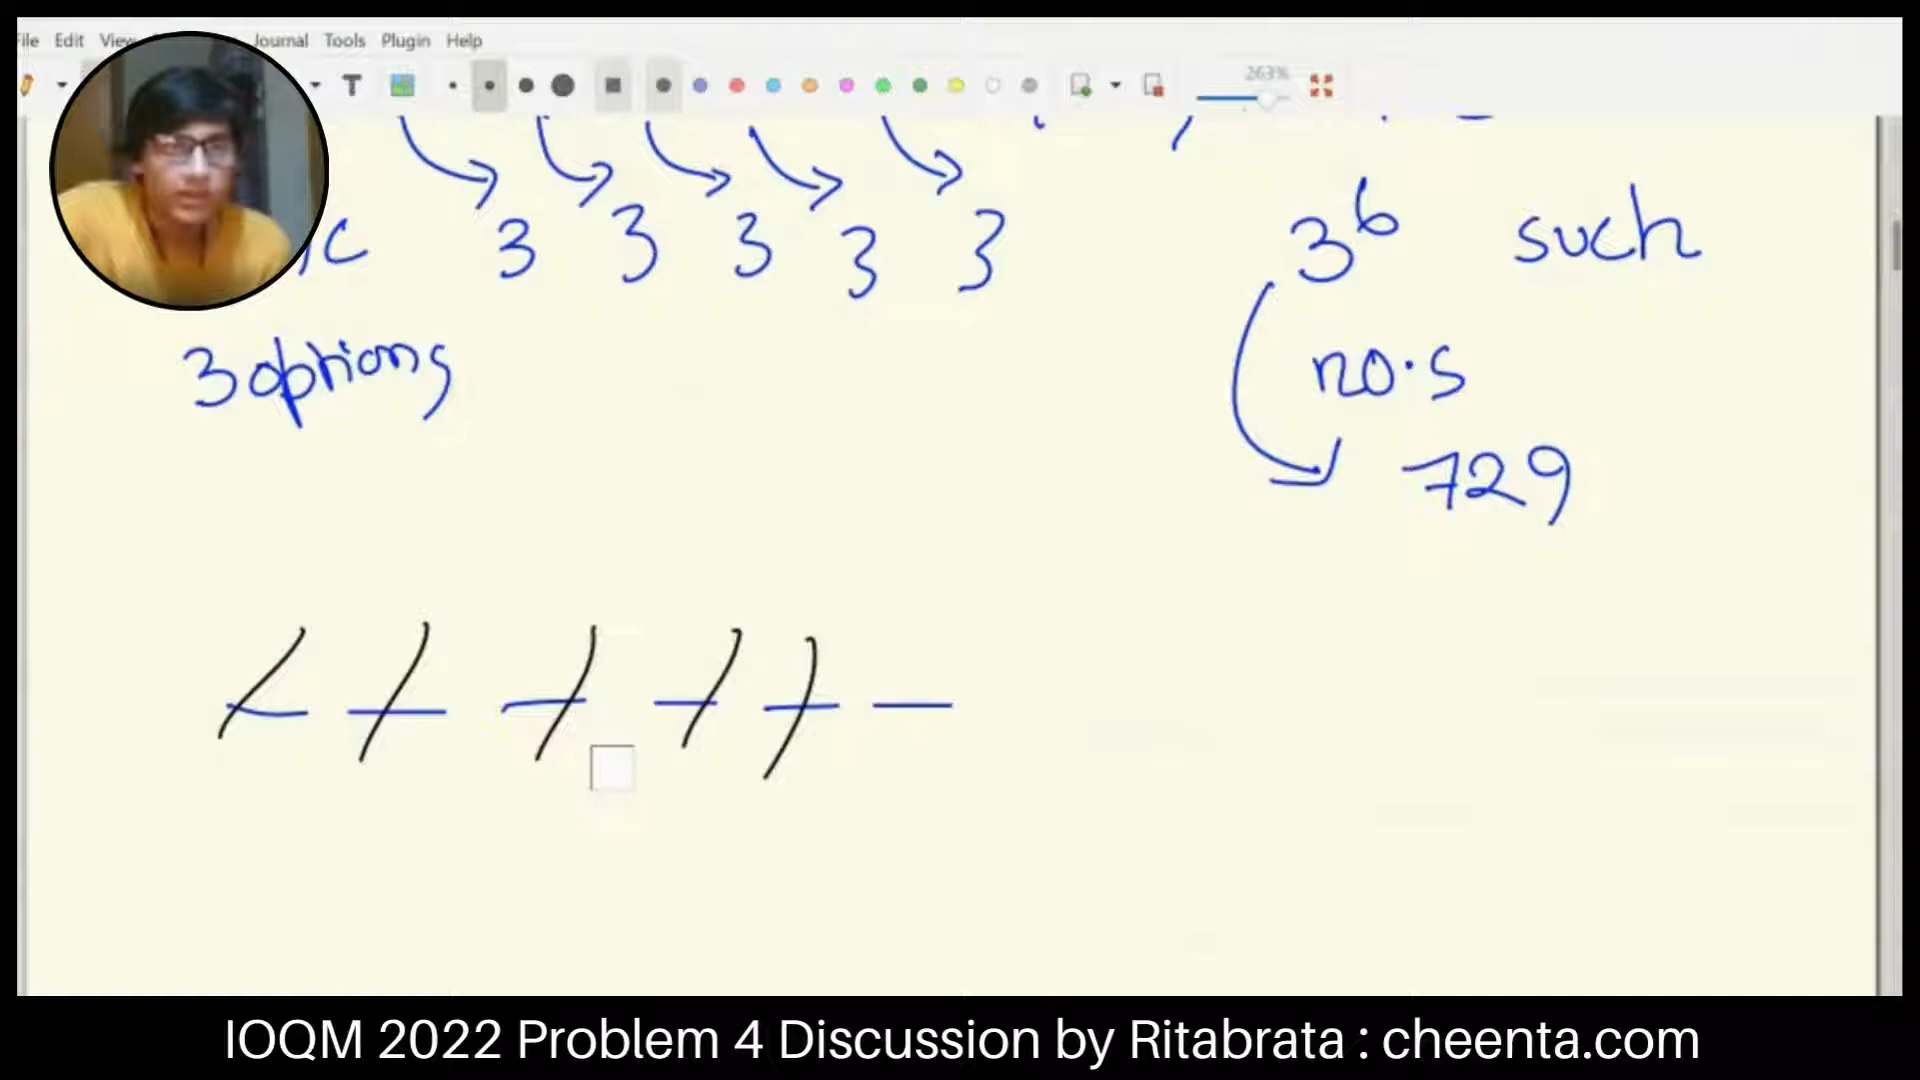 File Edit View Journal Tools Plugin Help
263%
3 3 3 3 3
3⁶ such
3 options
no.s
729
IOQM 2022 Problem 4 Discussion by Ritabrata : cheenta.com